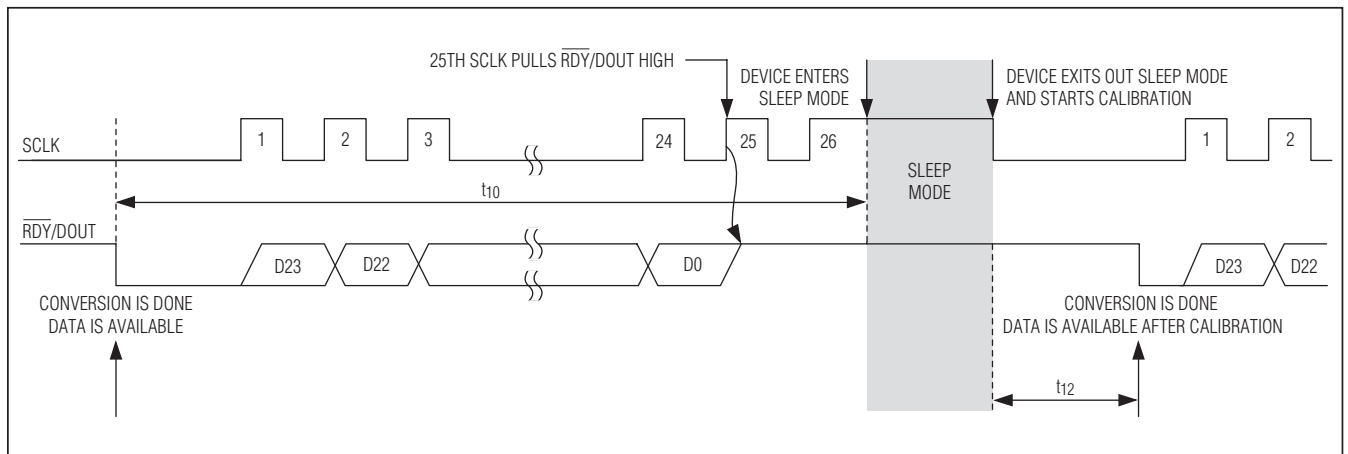 25TH SCLK PULLS RDY/DOUT HIGH
DEVICE ENTERS
SLEEP MODE
DEVICE EXITS OUT SLEEP MODE
AND STARTS CALIBRATION
SCLK
1
2
3
24
25
26
1
2
SLEEP
MODE
t10
RDY/DOUT
D23
D22
D0
D23
D22
CONVERSION IS DONE
DATA IS AVAILABLE
CONVERSION IS DONE
DATA IS AVAILABLE AFTER CALIBRATION
t12